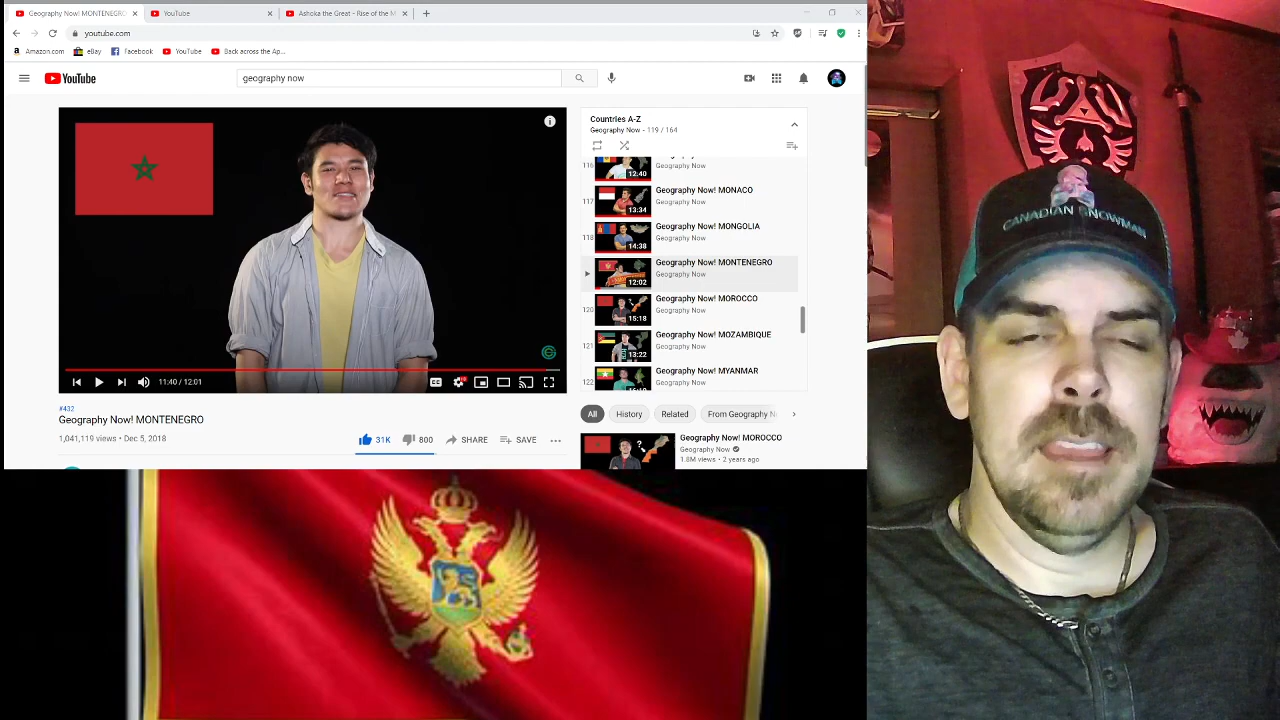 Geography Now! MONTENEGRO
YouTube
Ashoka the Great - Rise of the M
youtube.com
Amazon.com
eBay
Facebook
YouTube
Back across the Ap...
YouTube
geography now
Countries A-Z
Geography Now - 119 / 164
116
12:40
Geography Now
117
13:34
Geography Now! MONACO
Geography Now
118
14:38
Geography Now! MONGOLIA
Geography Now
12:02
Geography Now! MONTENEGRO
Geography Now
120
15:18
Geography Now! MOROCCO
Geography Now
121
13:22
Geography Now! MOZAMBIQUE
Geography Now
122
Geography Now! MYANMAR
Geography Now
11:40 / 12:01
CC
#432
Geography Now! MONTENEGRO
1,041,119 views • Dec 5, 2018
31K
800
SHARE
SAVE
All
History
Related
From Geography N
Geography Now! MOROCCO
Geography Now
1.8M views • 2 years ago
CANADIAN SNOWMAN